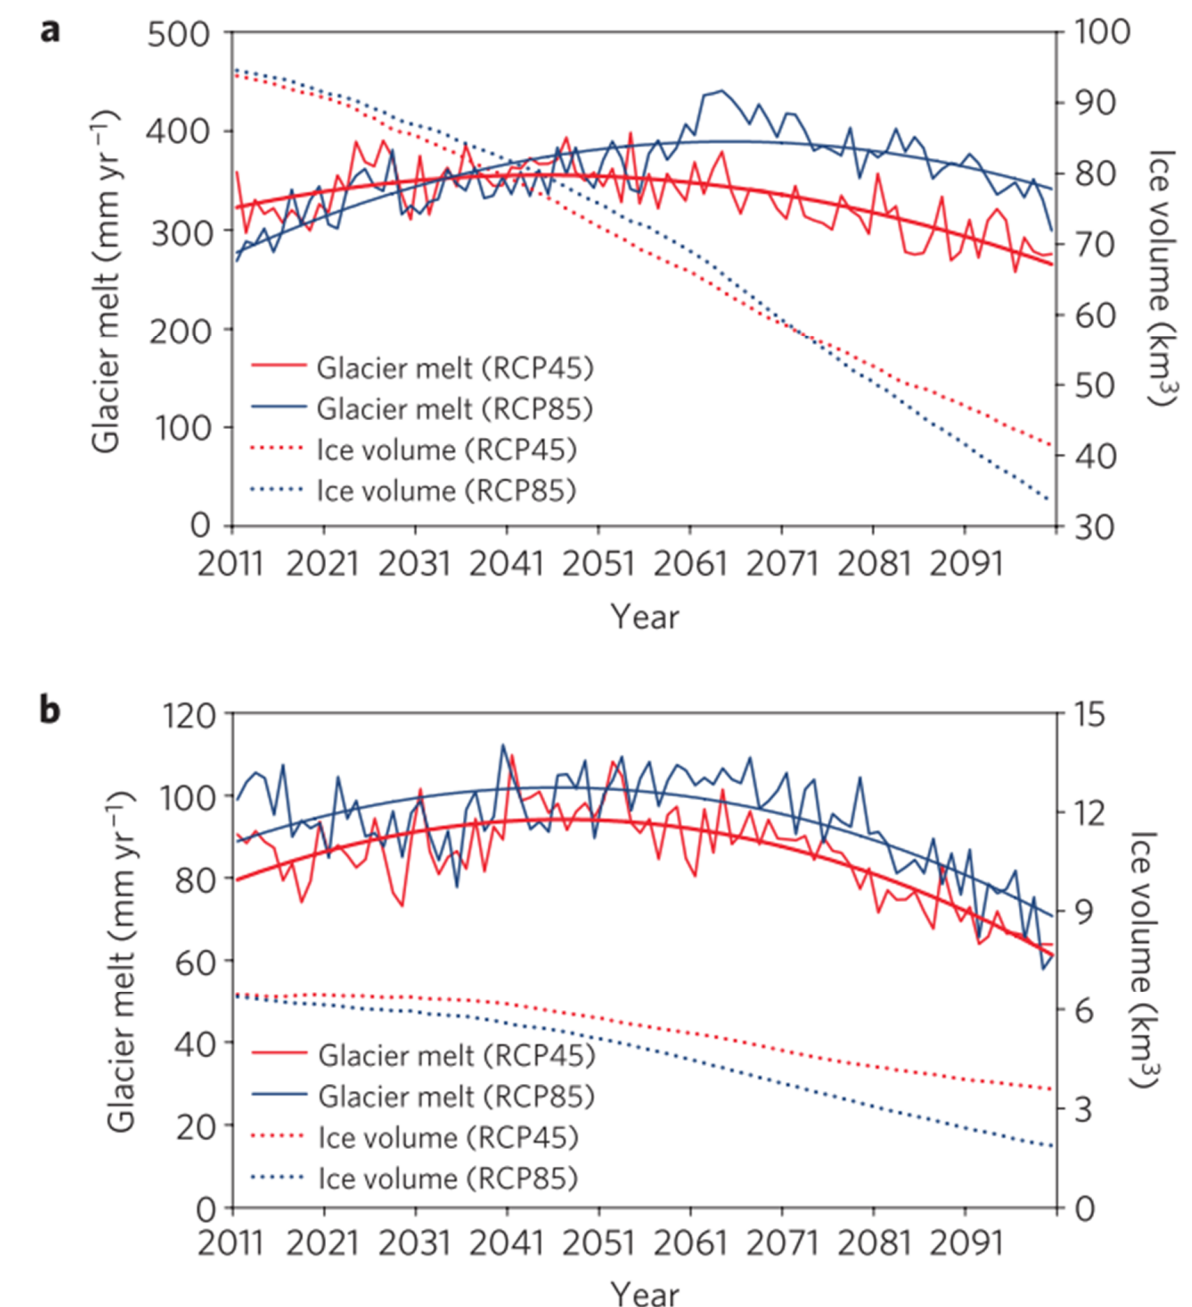 a
500
400
300
200
100
0
Glacier melt (mm yr⁻¹)
100
90
80
70
60
50
40
30
Ice volume (km³)
Glacier melt (RCP45)
Glacier melt (RCP85)
Ice volume (RCP45)
Ice volume (RCP85)
2011 2021 2031 2041 2051 2061 2071 2081 2091
Year
b
120
100
80
60
40
20
0
Glacier melt (mm yr⁻¹)
15
12
9
6
3
0
Ice volume (km³)
Glacier melt (RCP45)
Glacier melt (RCP85)
Ice volume (RCP45)
Ice volume (RCP85)
2011 2021 2031 2041 2051 2061 2071 2081 2091
Year